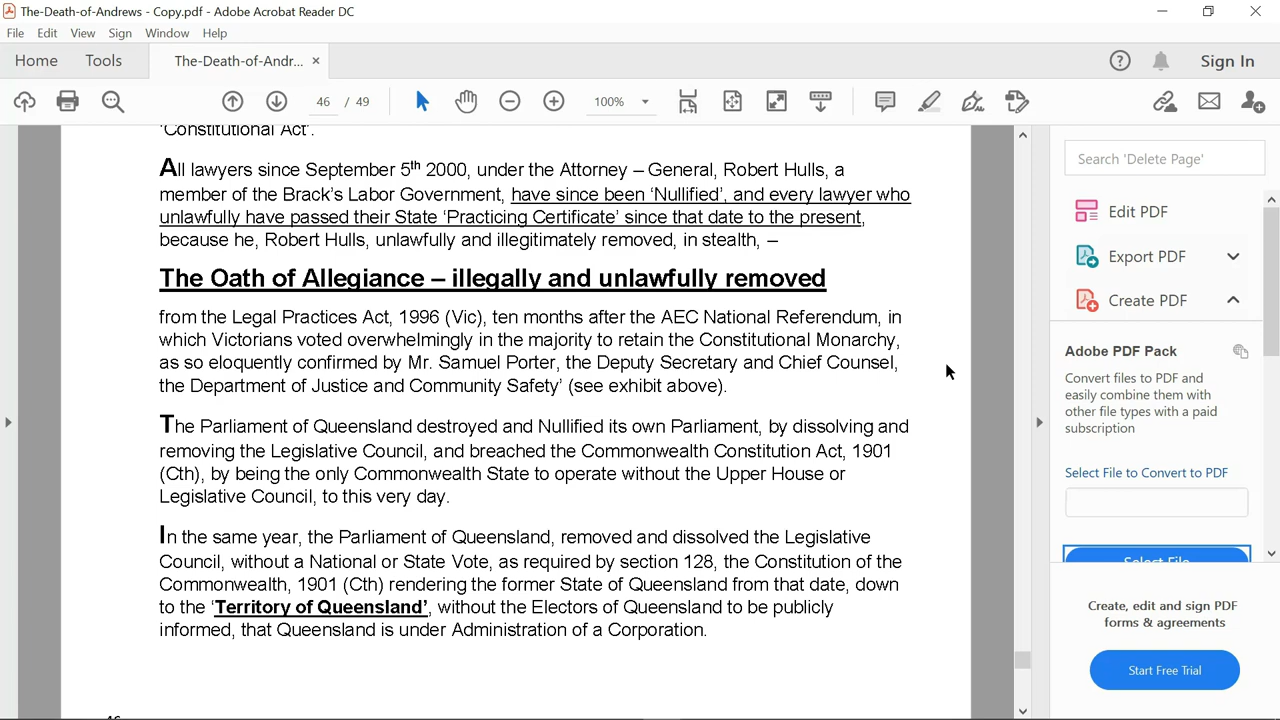 The-Death-of-Andrews - Copy.pdf - Adobe Acrobat Reader DC
File Edit View Sign Window Help
Home Tools The-Death-of-Andr... × Sign In
46 / 49 100%
'Constitutional Act'.
All lawyers since September 5th 2000, under the Attorney – General, Robert Hulls, a
member of the Brack's Labor Government, have since been 'Nullified', and every lawyer who
unlawfully have passed their State 'Practicing Certificate' since that date to the present,
because he, Robert Hulls, unlawfully and illegitimately removed, in stealth, –
The Oath of Allegiance – illegally and unlawfully removed
from the Legal Practices Act, 1996 (Vic), ten months after the AEC National Referendum, in
which Victorians voted overwhelmingly in the majority to retain the Constitutional Monarchy,
as so eloquently confirmed by Mr. Samuel Porter, the Deputy Secretary and Chief Counsel,
the Department of Justice and Community Safety' (see exhibit above).
The Parliament of Queensland destroyed and Nullified its own Parliament, by dissolving and
removing the Legislative Council, and breached the Commonwealth Constitution Act, 1901
(Cth), by being the only Commonwealth State to operate without the Upper House or
Legislative Council, to this very day.
In the same year, the Parliament of Queensland, removed and dissolved the Legislative
Council, without a National or State Vote, as required by section 128, the Constitution of the
Commonwealth, 1901 (Cth) rendering the former State of Queensland from that date, down
to the 'Territory of Queensland', without the Electors of Queensland to be publicly
informed, that Queensland is under Administration of a Corporation.
46
Search 'Delete Page'
Edit PDF
Export PDF
Create PDF
Adobe PDF Pack
Convert files to PDF and
easily combine them with
other file types with a paid
subscription
Select File to Convert to PDF
Select File
Create, edit and sign PDF
forms & agreements
Start Free Trial